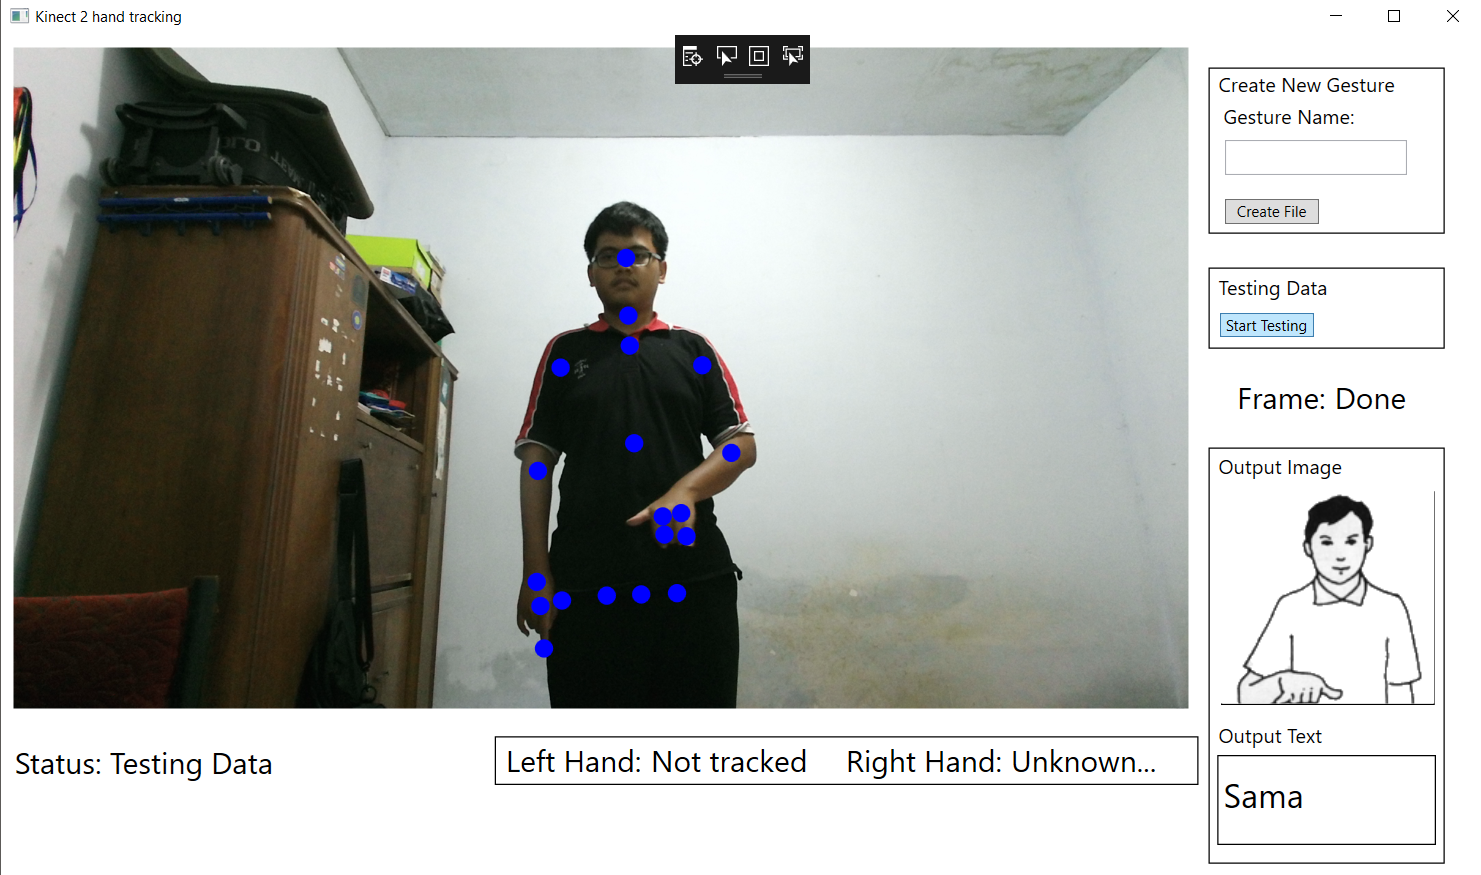 Kinect 2 hand tracking
Create New Gesture
Gesture Name:
Create File
Testing Data
Start Testing
Frame: Done
Output Image
Output Text
Sama
Status: Testing Data
Left Hand: Not tracked
Right Hand: Unknown...